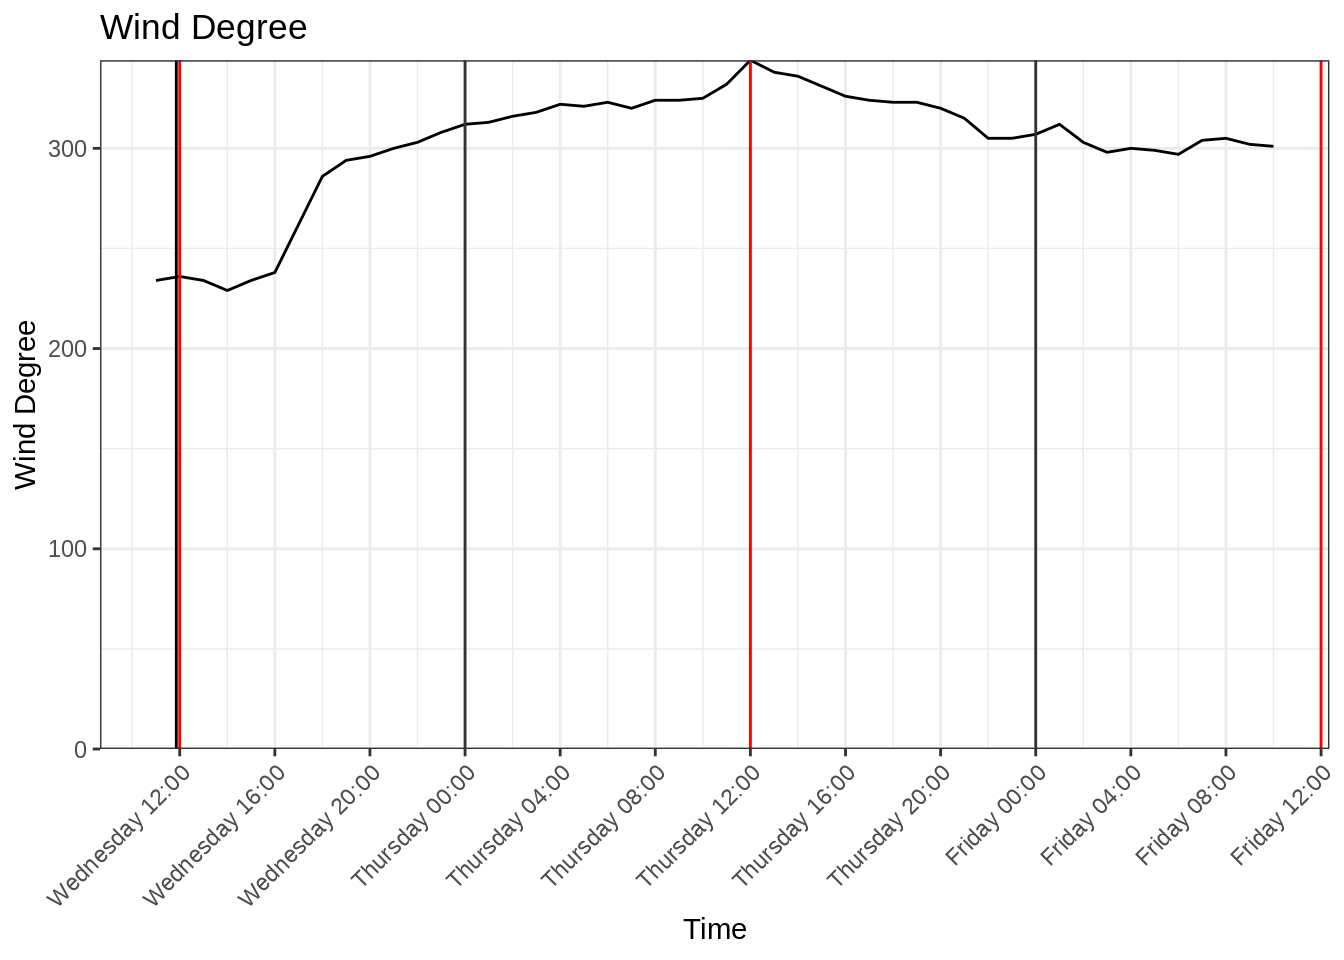 Wind Degree
Wind Degree
300
200
100
0
Wednesday 12:00
Wednesday 16:00
Wednesday 20:00
Thursday 00:00
Thursday 04:00
Thursday 08:00
Thursday 12:00
Thursday 16:00
Thursday 20:00
Friday 00:00
Friday 04:00
Friday 08:00
Friday 12:00
Time